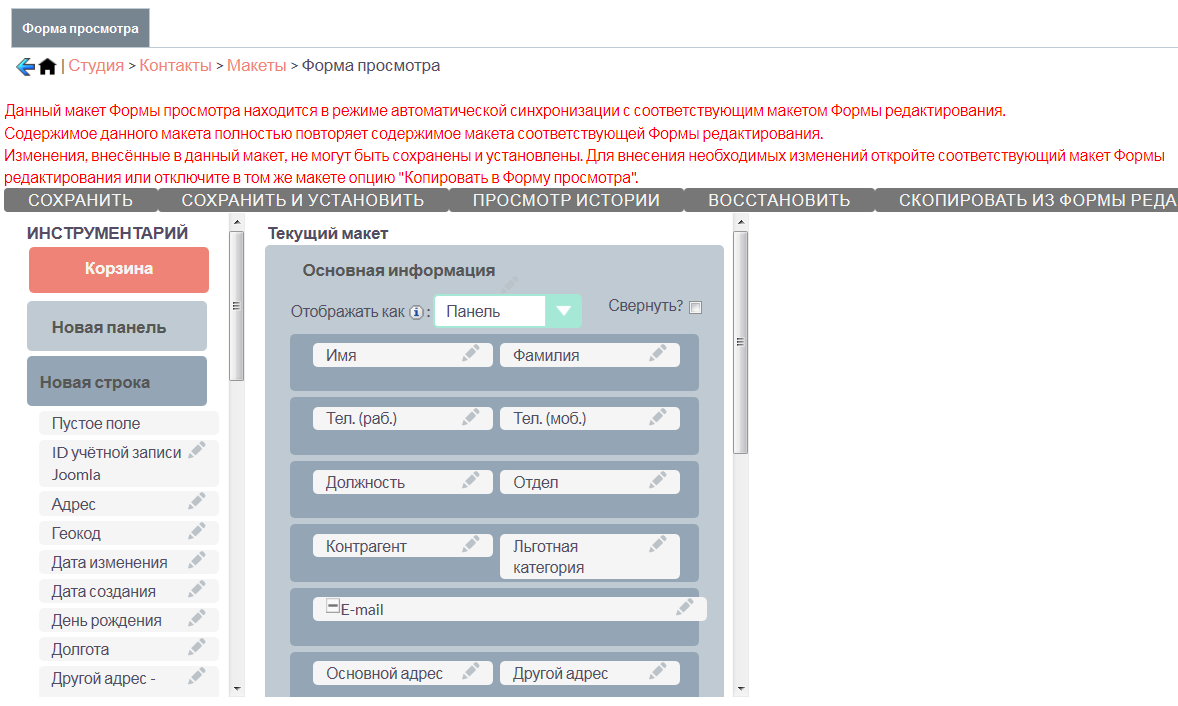 Форма просмотра
| Студия > Контакты > Макеты > Форма просмотра
Данный макет Формы просмотра находится в режиме автоматической синхронизации с соответствующим макетом Формы редактирования.
Содержимое данного макета полностью повторяет содержимое макета соответствующей Формы редактирования.
Изменения, внесённые в данный макет, не могут быть сохранены и установлены. Для внесения необходимых изменений откройте соответствующий макет Формы
редактирования или отключите в том же макете опцию "Копировать в Форму просмотра".
СОХРАНИТЬ СОХРАНИТЬ И УСТАНОВИТЬ ПРОСМОТР ИСТОРИИ ВОССТАНОВИТЬ СКОПИРОВАТЬ ИЗ ФОРМЫ РЕДА
ИНСТРУМЕНТАРИЙ
Корзина
Новая панель
Новая строка
Пустое поле
ID учётной записи
Joomla
Адрес
Геокод
Дата изменения
Дата создания
День рождения
Долгота
Другой адрес -
Текущий макет
Основная информация
Отображать как : Панель Свернуть?
Имя Фамилия
Тел. (раб.) Тел. (моб.)
Должность Отдел
Контрагент Льготная
категория
E-mail
Основной адрес Другой адрес